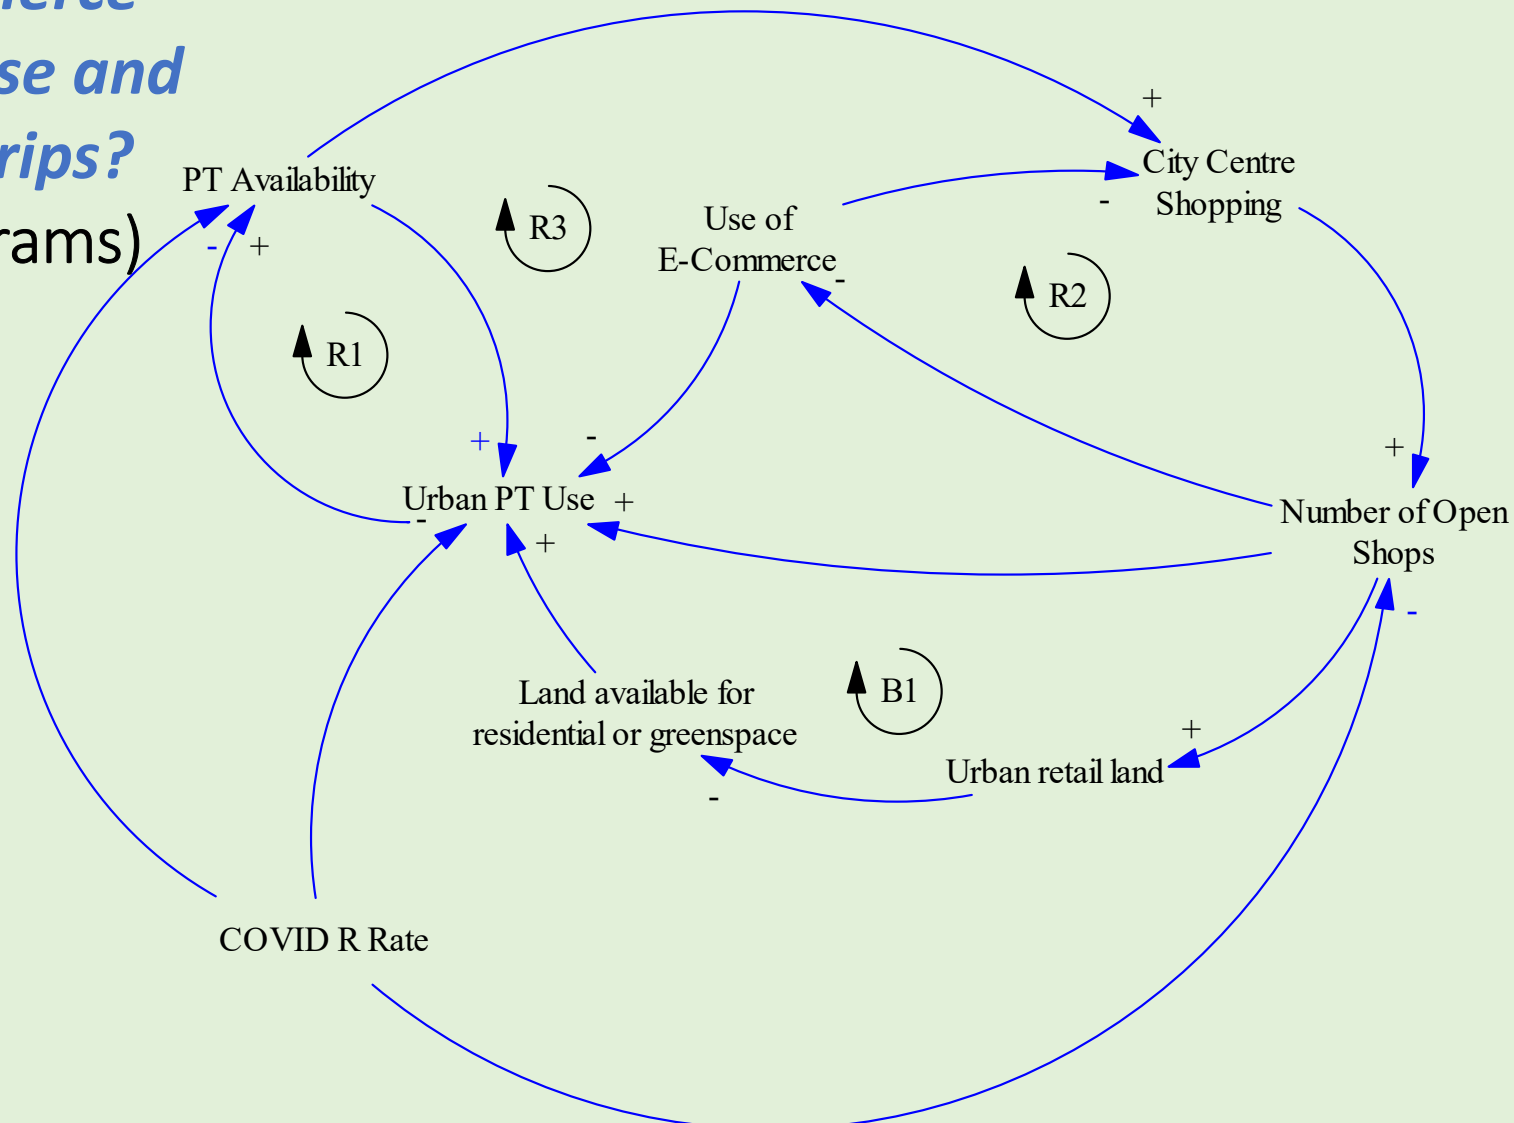 se and
rips?
rams)
+
PT Availability
- +
City Centre
Shopping
-
Use of
E-Commerce
-
R3
R2
R1
+
-
+
Urban PT Use +
-
+
Number of Open
Shops
-
Land available for
residential or greenspace
B1
+
Urban retail land
-
COVID R Rate